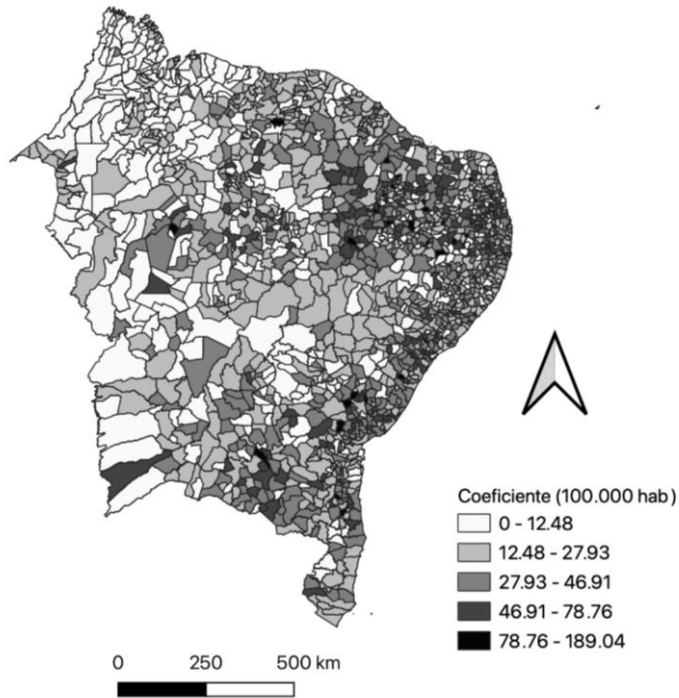 Coeficiente (100.000 hab)
0 - 12.48
12.48 - 27.93
27.93 - 46.91
46.91 - 78.76
78.76 - 189.04
0 250 500 km